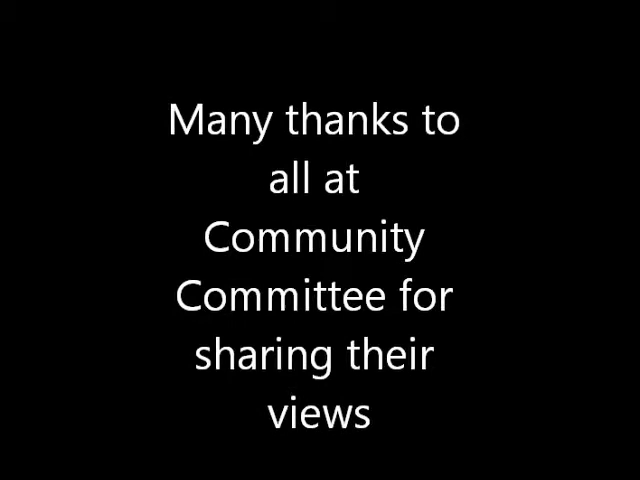 Many thanks to
all at
Community
Committee for
sharing their
views